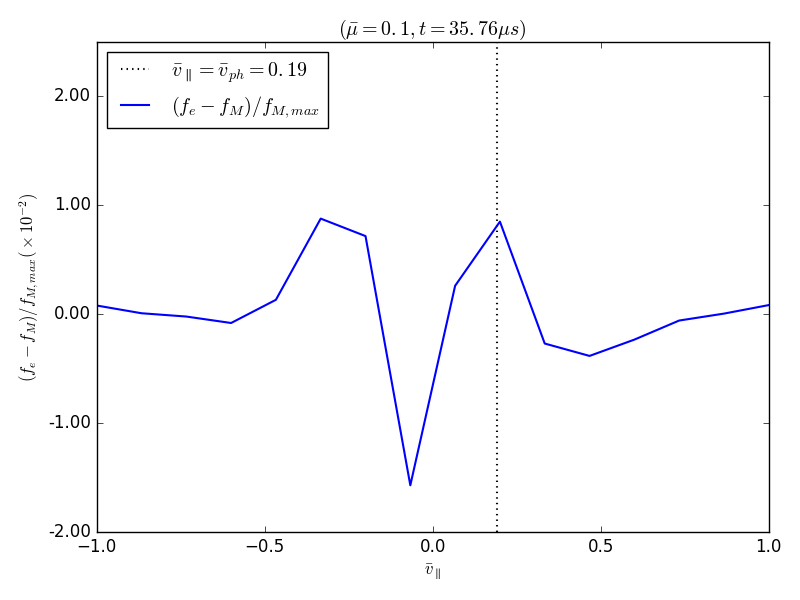 (μ̄ = 0.1, t = 35.76μs)
v̄∥ = v̄ph = 0.19
(fe − fM)/fM,max
2.00
1.00
0.00
-1.00
-2.00
(fe − fM)/fM,max(×10⁻²)
−1.0
−0.5
0.0
0.5
1.0
v̄∥